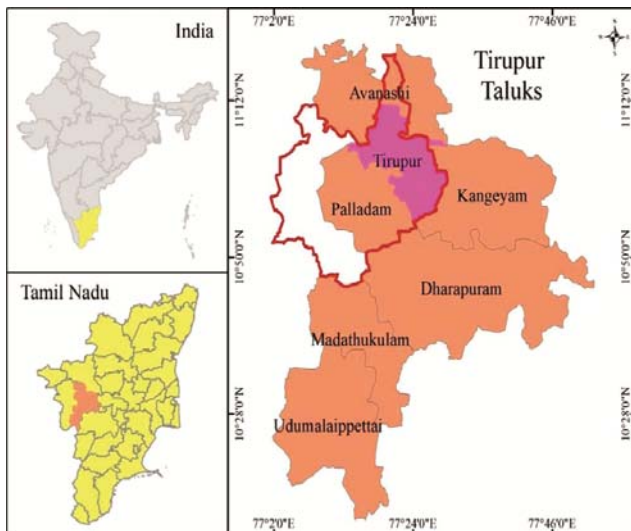 India
Tamil Nadu
77°2'0"E 77°24'0"E 77°46'0"E
Tirupur
Taluks
11°12'0"N
11°12'0"N
Avanashi
Tirupur
Palladam
Kangeyam
10°50'0"N
10°50'0"N
Dharapuram
Madathukulam
10°28'0"N
10°28'0"N
Udumalaippettai
77°2'0"E 77°24'0"E 77°46'0"E